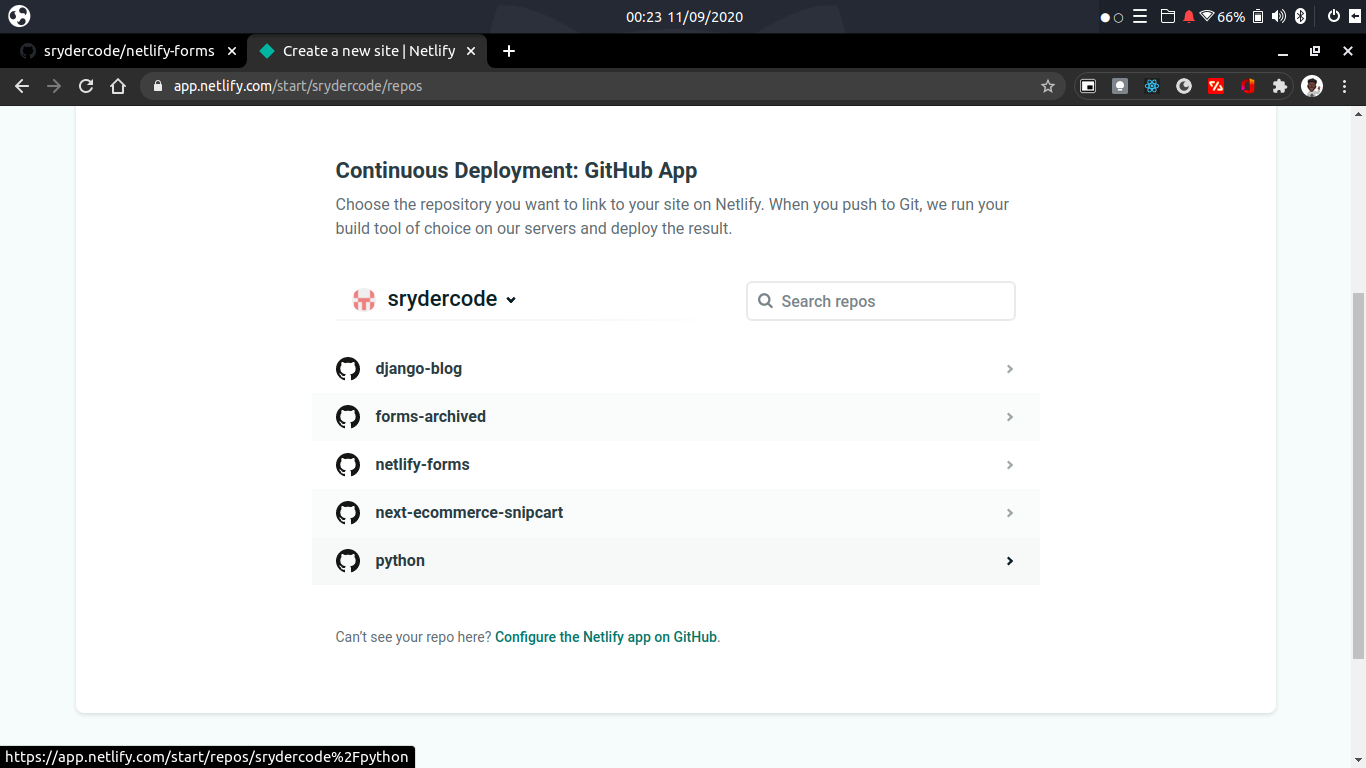 00:23 11/09/2020
66%
srydercode/netlify-forms
Create a new site | Netlify
app.netlify.com/start/srydercode/repos
Continuous Deployment: GitHub App
Choose the repository you want to link to your site on Netlify. When you push to Git, we run your
build tool of choice on our servers and deploy the result.
srydercode
Search repos
django-blog
forms-archived
netlify-forms
next-ecommerce-snipcart
python
Can’t see your repo here? Configure the Netlify app on GitHub.
https://app.netlify.com/start/repos/srydercode%2Fpython